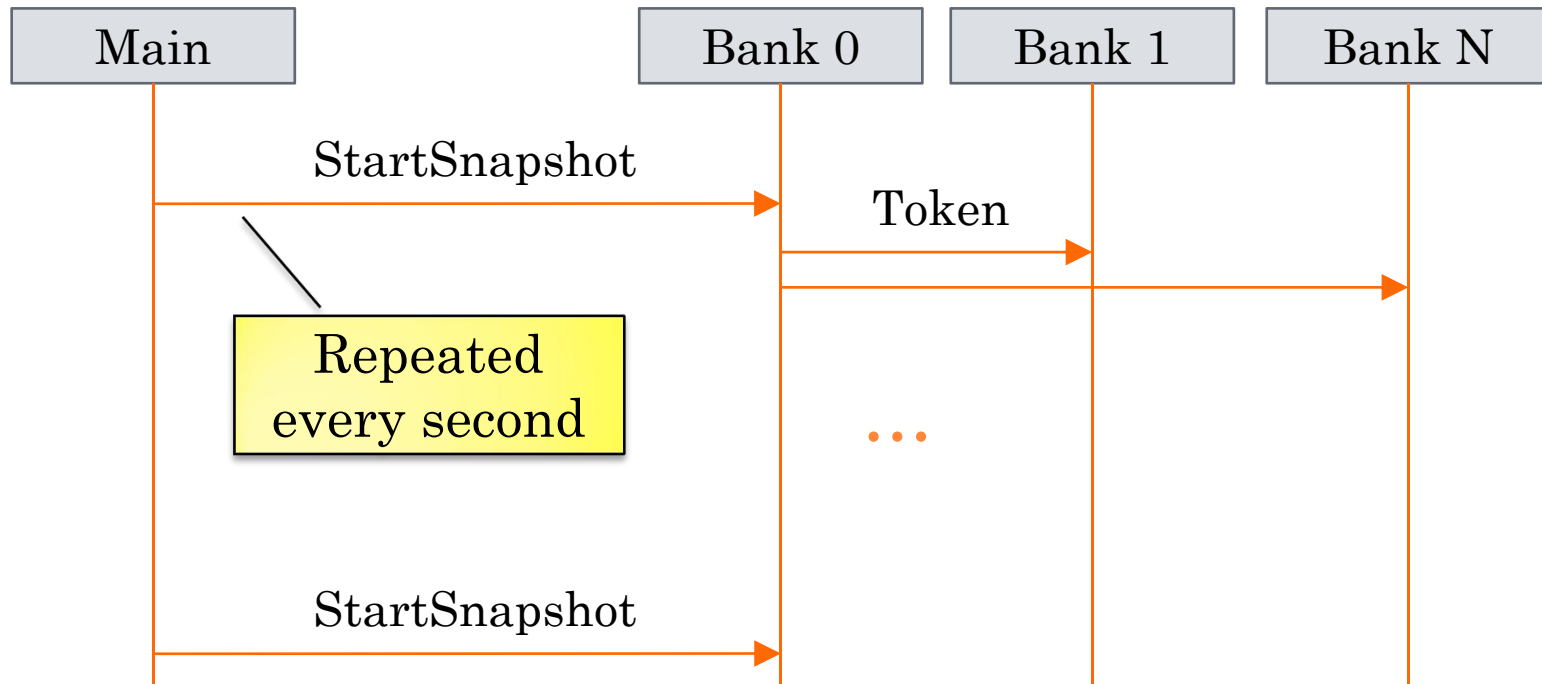 Main
Bank 0
Bank 1
Bank N
StartSnapshot
Token
Repeated
every second
...
StartSnapshot